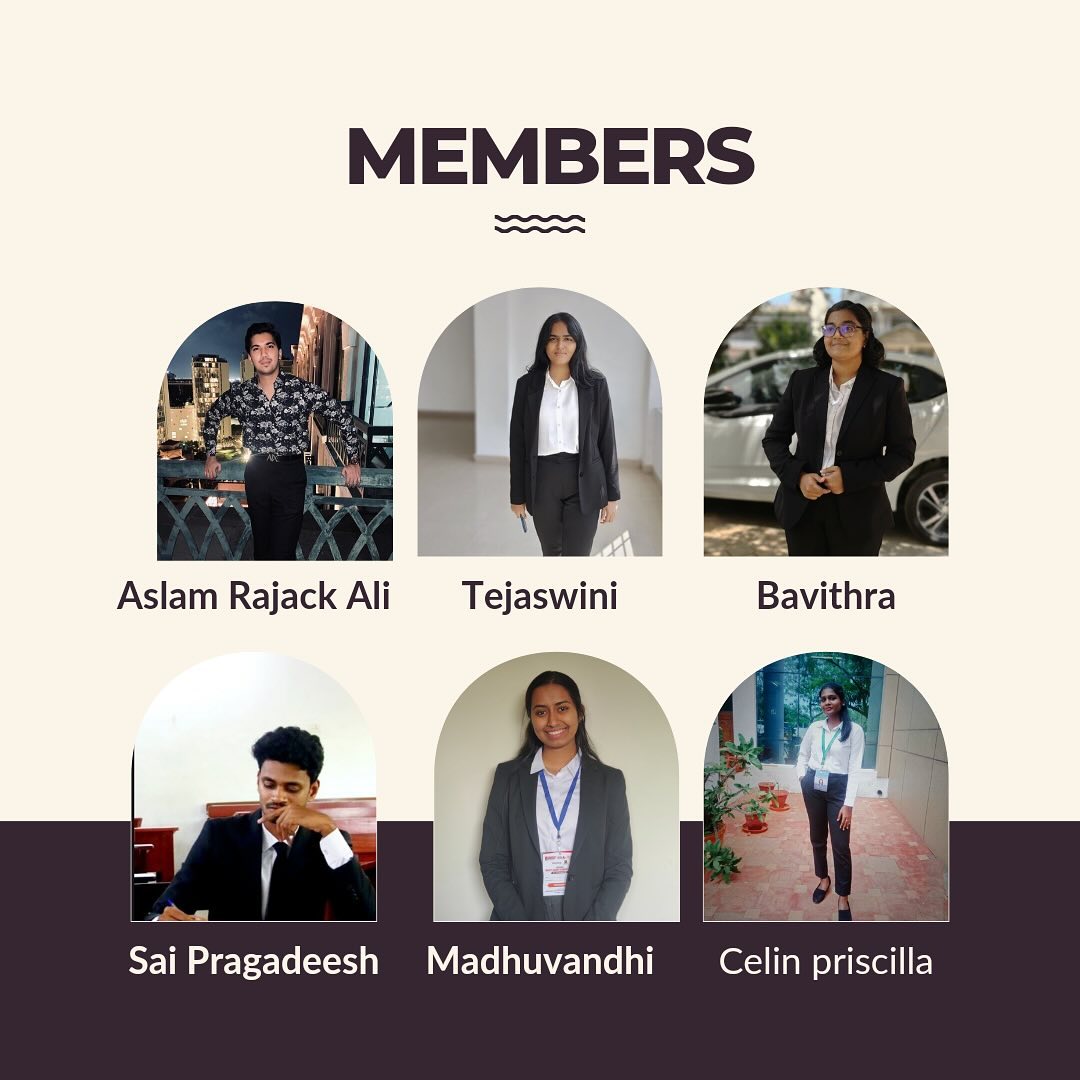 MEMBERS
Aslam Rajack Ali
Tejaswini
Bavithra
Sai Pragadeesh
Madhuvandhi
Celin priscilla